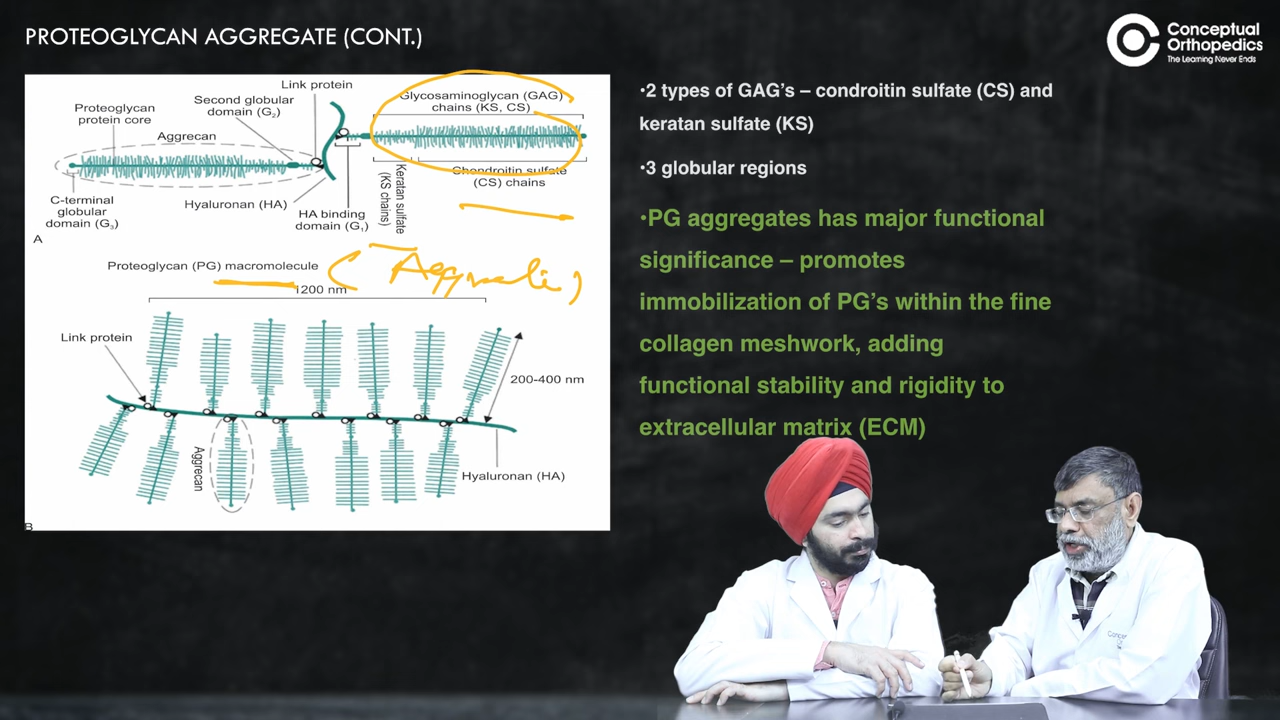 PROTEOGLYCAN AGGREGATE (CONT.)
Conceptual
Orthopedics
The Learning Never Ends
Link protein
Second globular
domain (G₂)
Proteoglycan
protein core
Aggrecan
Glycosaminoglycan (GAG)
chains (KS, CS)
C-terminal
globular
domain (G₃)
Hyaluronan (HA)
HA binding
domain (G₁)
Keratan sulfate
(KS chains)
Chondroitin sulfate
(CS) chains
A
Proteoglycan (PG) macromolecule
1200 nm
Link protein
200-400 nm
Aggrecan
Hyaluronan (HA)
B
•2 types of GAG's – condroitin sulfate (CS) and
keratan sulfate (KS)
•3 globular regions
•PG aggregates has major functional
significance – promotes
immobilization of PG's within the fine
collagen meshwork, adding
functional stability and rigidity to
extracellular matrix (ECM)